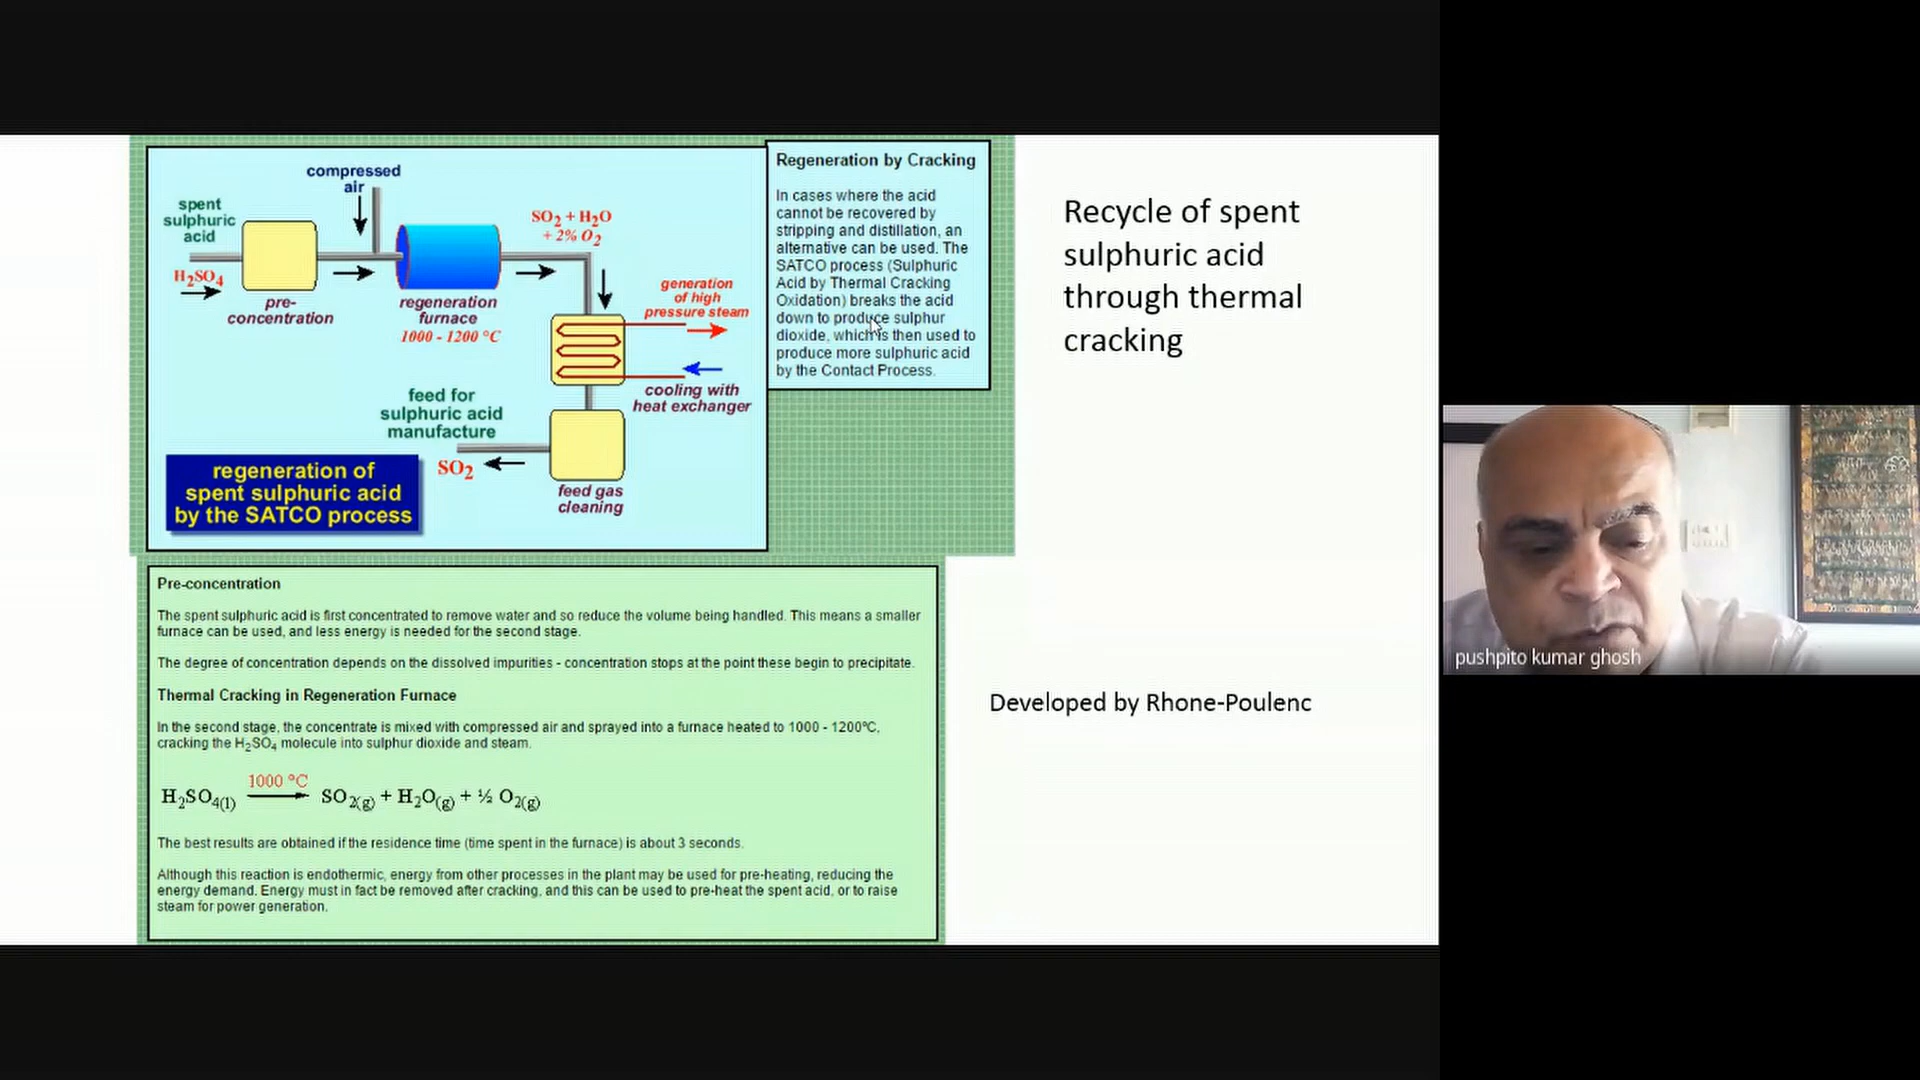 compressed
air
spent
sulphuric
acid
H₂SO₄
pre-
concentration
regeneration
furnace
1000 - 1200 °C
SO₂ + H₂O
+ 2% O₂
generation
of high
pressure steam
cooling with
heat exchanger
feed for
sulphuric acid
manufacture
SO₂
feed gas
cleaning
regeneration of
spent sulphuric acid
by the SATCO process
Regeneration by Cracking
In cases where the acid
cannot be recovered by
stripping and distillation, an
alternative can be used. The
SATCO process (Sulphuric
Acid by Thermal Cracking
Oxidation) breaks the acid
down to produce sulphur
dioxide, which is then used to
produce more sulphuric acid
by the Contact Process.
Recycle of spent
sulphuric acid
through thermal
cracking
Pre-concentration
The spent sulphuric acid is first concentrated to remove water and so reduce the volume being handled. This means a smaller
furnace can be used, and less energy is needed for the second stage.
The degree of concentration depends on the dissolved impurities - concentration stops at the point these begin to precipitate.
Thermal Cracking in Regeneration Furnace
In the second stage, the concentrate is mixed with compressed air and sprayed into a furnace heated to 1000 - 1200ºC,
cracking the H₂SO₄ molecule into sulphur dioxide and steam.
1000 °C
H₂SO₄(l) → SO₂(g) + H₂O(g) + ½ O₂(g)
The best results are obtained if the residence time (time spent in the furnace) is about 3 seconds.
Although this reaction is endothermic, energy from other processes in the plant may be used for pre-heating, reducing the
energy demand. Energy must in fact be removed after cracking, and this can be used to pre-heat the spent acid, or to raise
steam for power generation.
Developed by Rhone-Poulenc
pushpito kumar ghosh